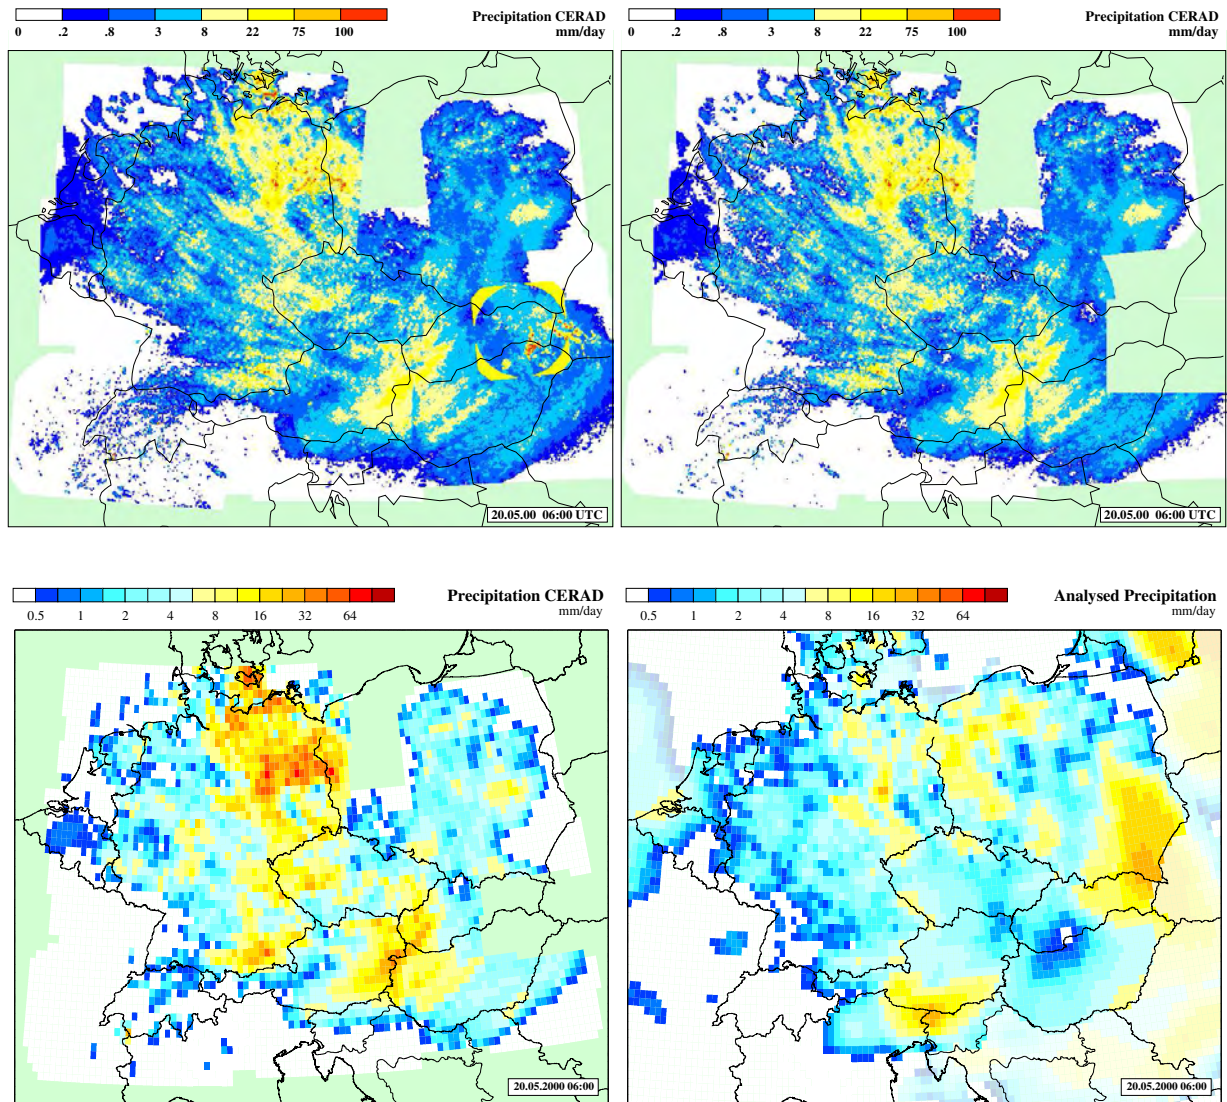 Precipitation CERAD
0 .2 .8 3 8 22 75 100 mm/day
20.05.00 06:00 UTC
Precipitation CERAD
0 .2 .8 3 8 22 75 100 mm/day
20.05.00 06:00 UTC
Precipitation CERAD
0.5 1 2 4 8 16 32 64 mm/day
20.05.2000 06:00
Analysed Precipitation
0.5 1 2 4 8 16 32 64 mm/day
20.05.2000 06:00